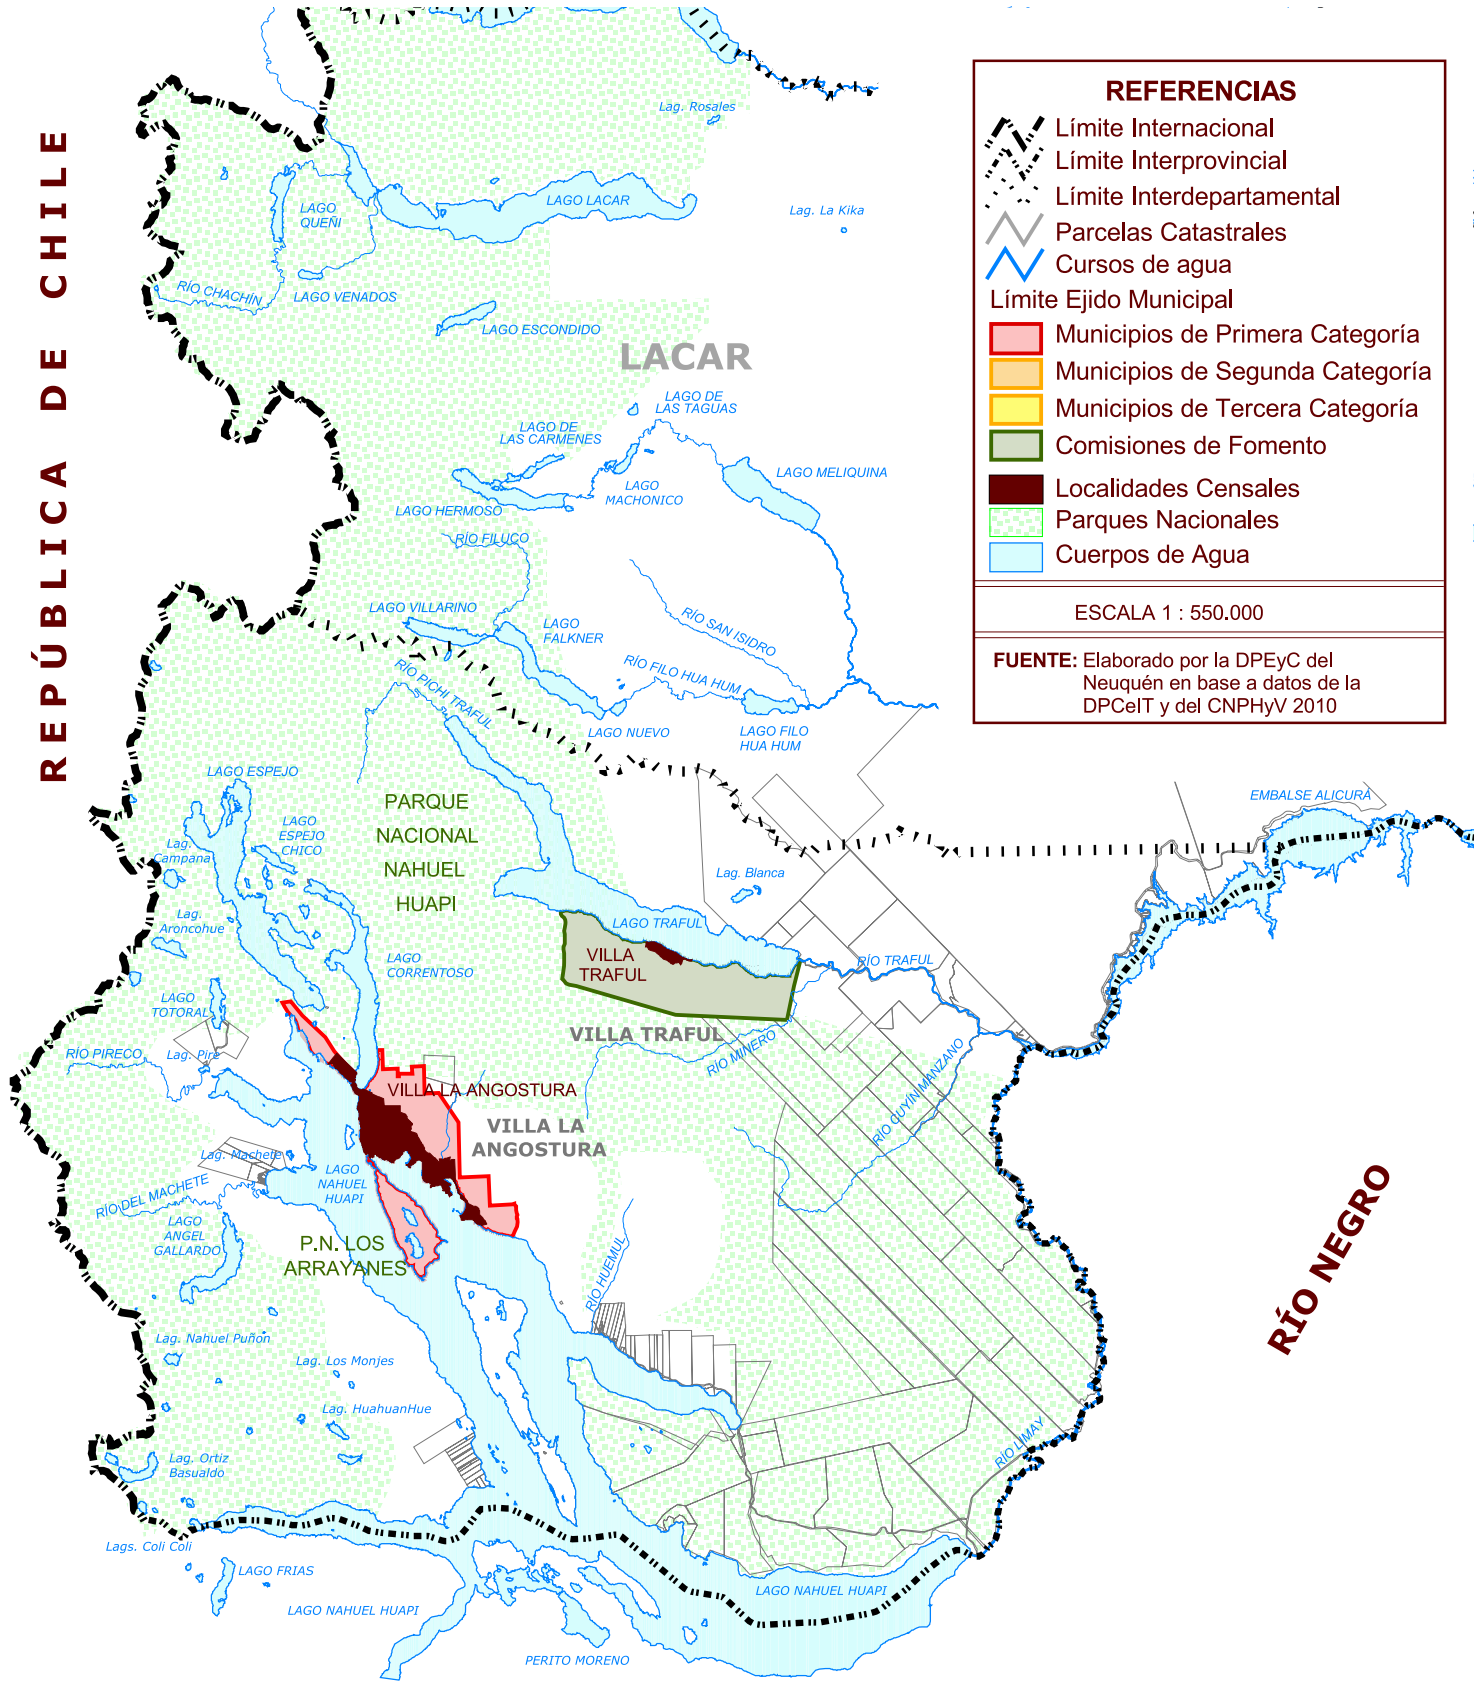 REFERENCIAS
Límite Internacional
Límite Interprovincial
Límite Interdepartamental
Parcelas Catastrales
Cursos de agua
Límite Ejido Municipal
Municipios de Primera Categoría
Municipios de Segunda Categoría
Municipios de Tercera Categoría
Comisiones de Fomento
Localidades Censales
Parques Nacionales
Cuerpos de Agua
ESCALA 1 : 550.000
FUENTE: Elaborado por la DPEyC del
Neuquén en base a datos de la
DPCeIT y del CNPHyV 2010
REPÚBLICA DE CHILE
Lag. Rosales
LAGO
QUEÑI
LAGO LACAR
Lag. La Kika
RÍO CHACHÍN
LAGO VENADOS
LAGO ESCONDIDO
LACAR
LAGO DE
LAS TAGUAS
LAGO DE
LAS CARMENES
LAGO MELIQUINA
LAGO
MACHONICO
LAGO HERMOSO
RÍO FILUCO
LAGO VILLARINO
LAGO
FALKNER
RÍO SAN ISIDRO
RÍO PICHI TRAFUL
RÍO FILO HUA HUM
LAGO NUEVO
LAGO FILO
HUA HUM
LAGO ESPEJO
PARQUE
NACIONAL
NAHUEL
HUAPI
EMBALSE ALICURÁ
LAGO
ESPEJO
CHICO
Lag.
Campana
Lag. Blanca
Lag.
Aroncohue
LAGO TRAFUL
VILLA
TRAFUL
LAGO
CORRENTOSO
RÍO TRAFUL
LAGO
TOTORAL
VILLA TRAFUL
RÍO PIRECO
Lag. Pire
RÍO MINERO
RÍO CUYÍN MANZANO
VILLA LA ANGOSTURA
VILLA LA
ANGOSTURA
Lag. Machete
LAGO
NAHUEL
HUAPI
RÍO DEL MACHETE
LAGO
ANGEL
GALLARDO
P.N. LOS
ARRAYANES
RÍO HUEMUL
RÍO NEGRO
Lag. Nahuel Puñon
Lag. Los Monjes
Lag. HuahuanHue
RÍO LIMAY
Lag. Ortiz
Basualdo
Lags. Coli Coli
LAGO FRIAS
LAGO NAHUEL HUAPI
LAGO NAHUEL HUAPI
PERITO MORENO